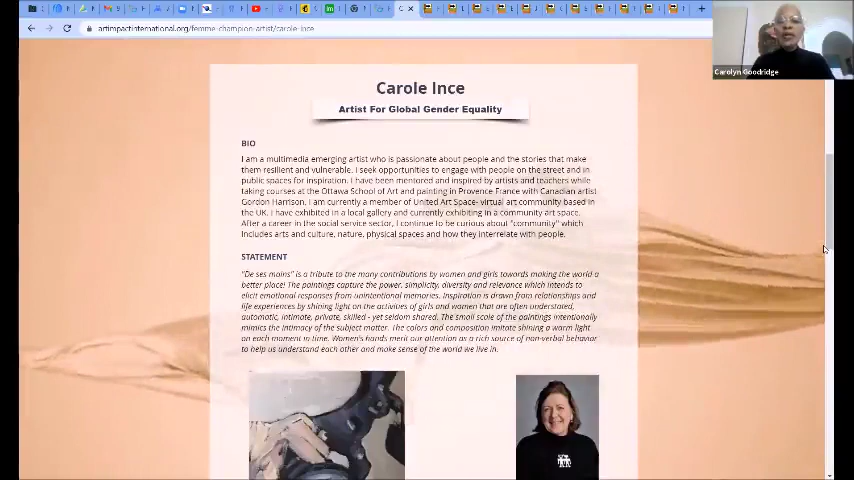 artimpactinternational.org/femme-champion-artist/carole-ince
Carolyn Goodridge
Carole Ince
Artist For Global Gender Equality
BIO
I am a multimedia emerging artist who is passionate about people and the stories that make
them resilient and vulnerable. I seek opportunities to engage with people on the street and in
public spaces for inspiration. I have been mentored and inspired by artists and teachers while
taking courses at the Ottawa School of Art and painting in Provence France with Canadian artist
Gordon Harrison. I am currently a member of United Art Space- virtual art community based in
the UK. I have exhibited in a local gallery and currently exhibiting in a community art space.
After a career in the social service sector, I continue to be curious about "community" which
includes arts and culture, nature, physical spaces and how they interrelate with people.
STATEMENT
"De ses mains" is a tribute to the many contributions by women and girls towards making the world a
better place! The paintings capture the power, simplicity, diversity and relevance which intends to
elicit emotional responses from unintentional memories. Inspiration is drawn from relationships and
life experiences by shining light on the activities of girls and women that are often understated,
automatic, intimate, private, skilled - yet seldom shared. The small scale of the paintings intentionally
mimics the intimacy of the subject matter. The colors and composition imitate shining a warm light
on each moment in time. Women's hands merit our attention as a rich source of non-verbal behavior
to help us understand each other and make sense of the world we live in.